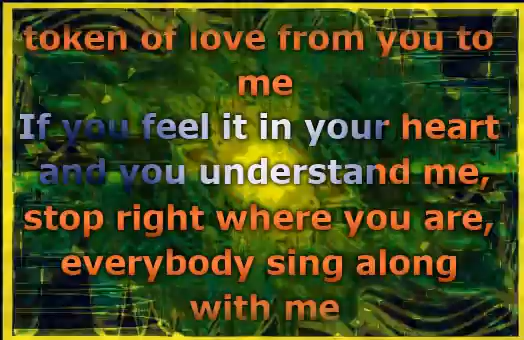 token of love from you to
me
If you feel it in your heart
and you understand me,
stop right where you are,
everybody sing along
with me